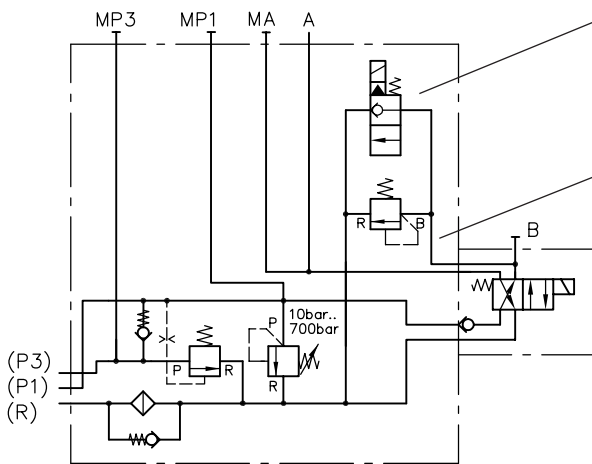 MP3 MP1 MA A
R B
B
10bar..
700bar
P
P R
R
(P3)
(P1)
(R)